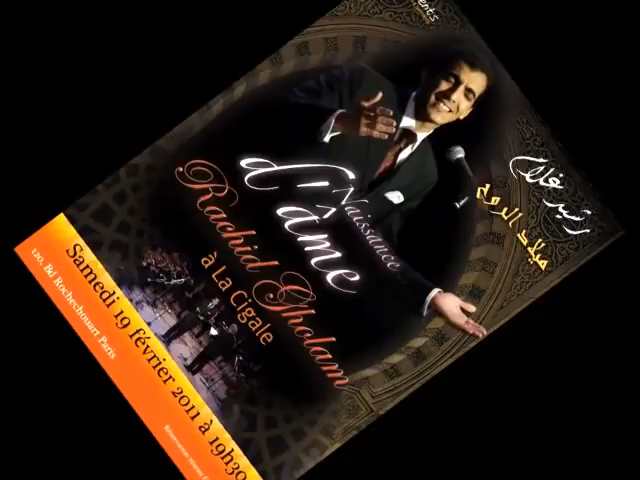 ents
رشيد غلام
ميلاد الروح
Naissance
d'âme
Rachid Gholam
à La Cigale
Samedi 19 février 2011 à 19h30
120, Bd Rochechouart Paris